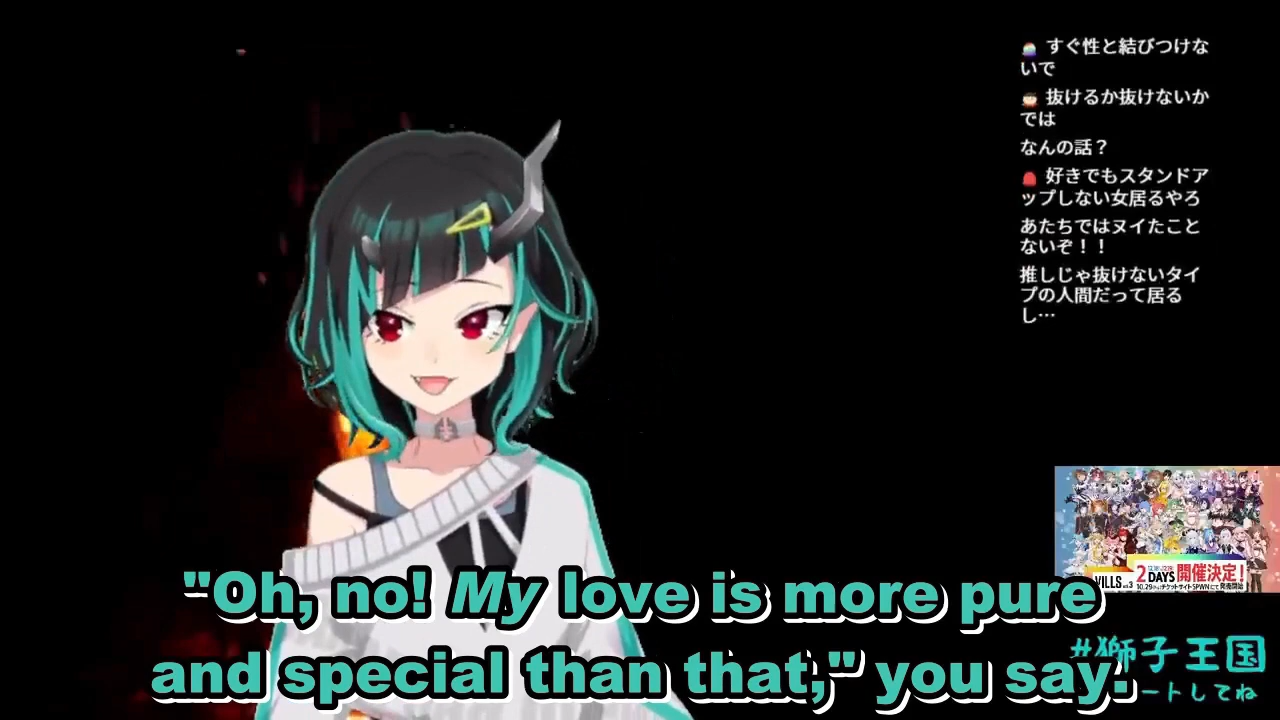 すぐ性と結びつけな
いで
抜けるか抜けないか
では
なんの話？
好きでもスタンドア
ップしない女居るやろ
あたちではヌイたこと
ないぞ！！
推しじゃ抜けないタイ
プの人間だって居る
し…
VILLS vol3
2DAYS開催決定！
"Oh, no! My love is more pure
and special than that," you say.
#獅子王国
ートしてね